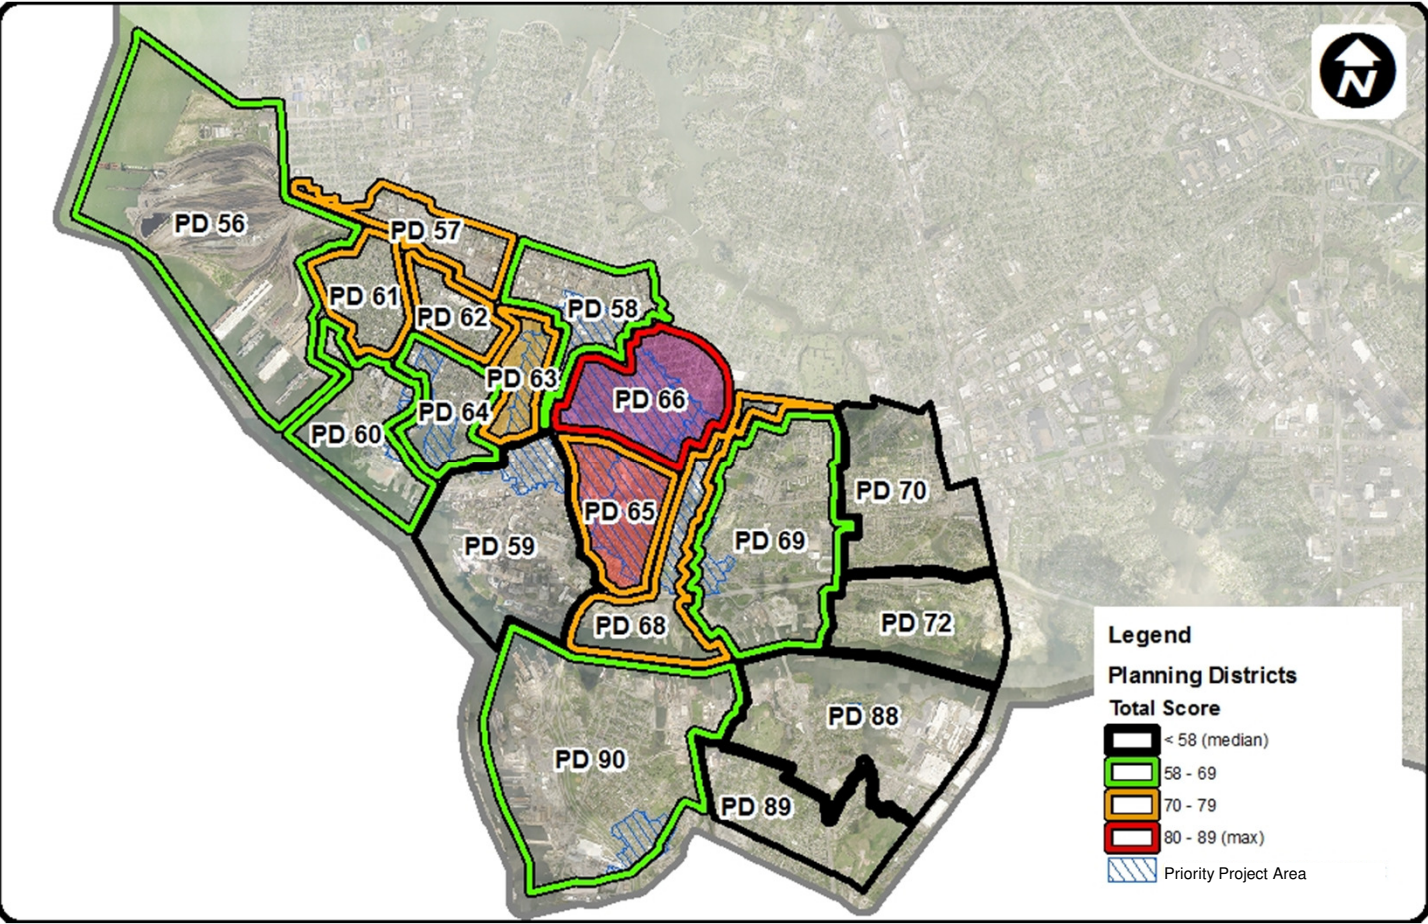 N
PD 56
PD 57
PD 61
PD 62
PD 58
PD 63
PD 66
PD 64
PD 60
PD 70
PD 65
PD 59
PD 69
PD 68
PD 72
PD 88
PD 90
PD 89
Legend
Planning Districts
Total Score
< 58 (median)
58 - 69
70 - 79
80 - 89 (max)
Priority Project Area